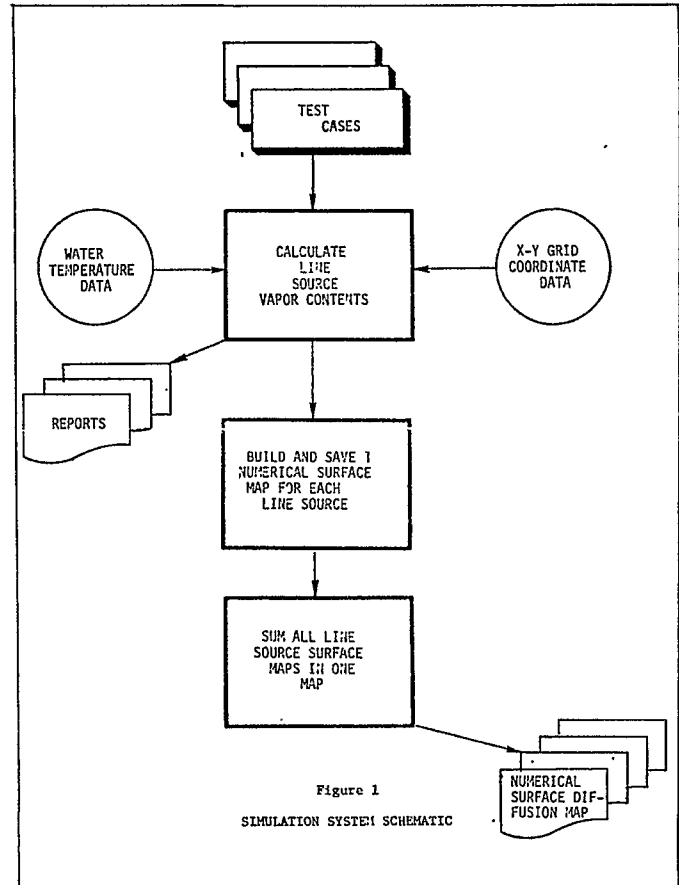 TEST
CASES
WATER
TEMPERATURE
DATA
CALCULATE
LINE
SOURCE
VAPOR CONTENTS
X-Y GRID
COORDINATE
DATA
REPORTS
BUILD AND SAVE 1
NUMERICAL SURFACE
MAP FOR EACH
LINE SOURCE
SUM ALL LINE
SOURCE SURFACE
MAPS IN ONE
MAP
NUMERICAL
SURFACE DIF-
FUSION MAP
Figure 1
SIMULATION SYSTEM SCHEMATIC